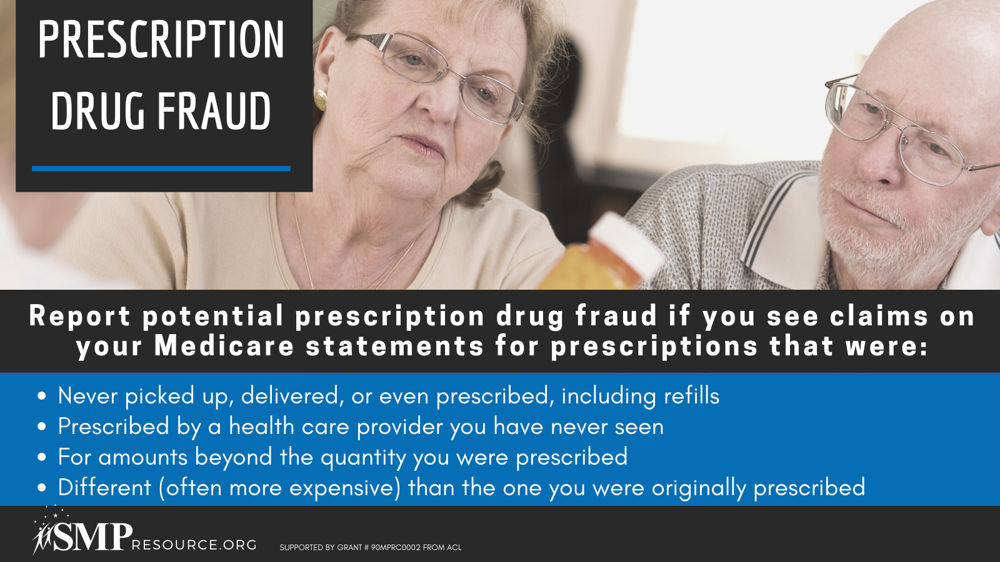 PRESCRIPTION
DRUG FRAUD
Report potential prescription drug fraud if you see claims on
your Medicare statements for prescriptions that were:
• Never picked up, delivered, or even prescribed, including refills
• Prescribed by a health care provider you have never seen
• For amounts beyond the quantity you were prescribed
• Different (often more expensive) than the one you were originally prescribed
SMP RESOURCE.ORG
SUPPORTED BY GRANT # 90MPRC0002 FROM ACL